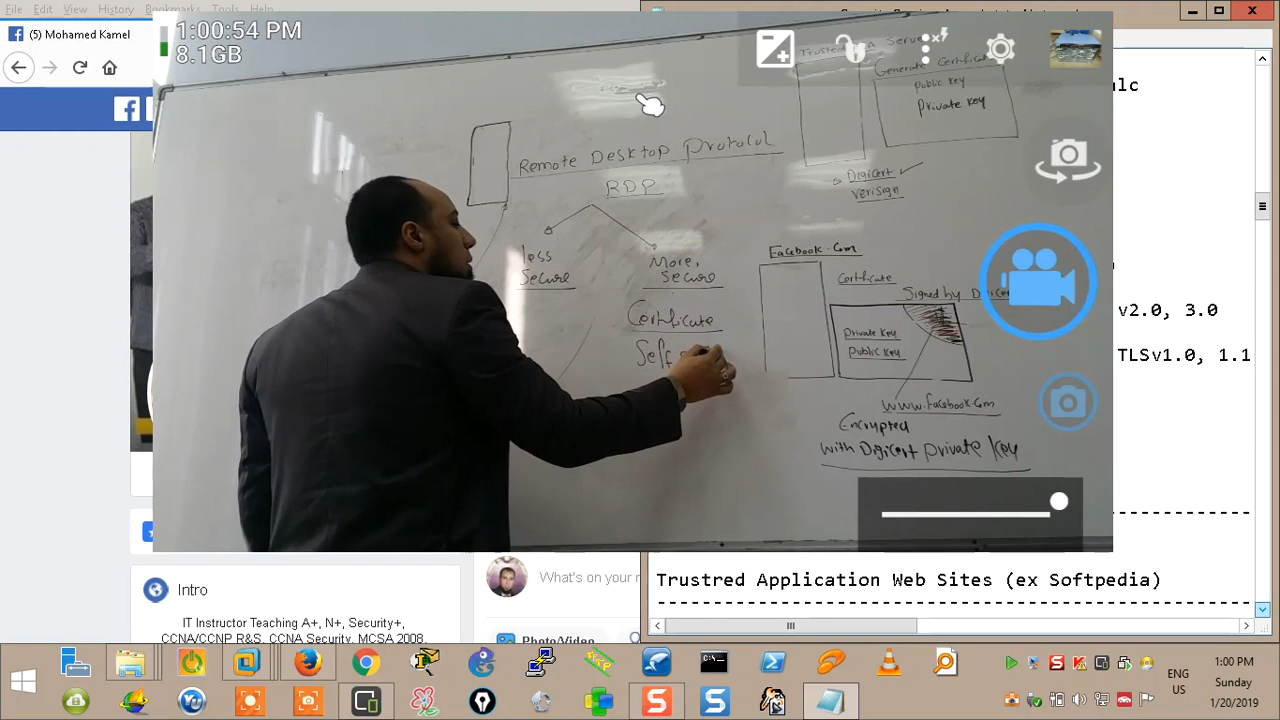 File Edit View History Bookmarks Tools Help
(5) Mohamed Kamel
1:00:54 PM
8.1GB
Trusted CA Server
Generate Certificat
Public Key
Private Key
Digicert
Verisign
Remote Desktop Protocol
RDP
less
Secure
More
Secure
Certificate
Self
Facebook.Com
Certificate
Signed by Digicer
Private Key
Public Key
www.facebook.com
Encrypted
with Digicert private Key
lc
v2.0, 3.0
TLSv1.0, 1.1
Trustred Application Web Sites (ex Softpedia)
Intro
IT Instructor Teaching A+, N+, Security+,
CCNA/CCNP R&S, CCNA Security, MCSA 2008,
What's on your
Photo/Video
ENG
US
1:00 PM
Sunday
1/20/2019